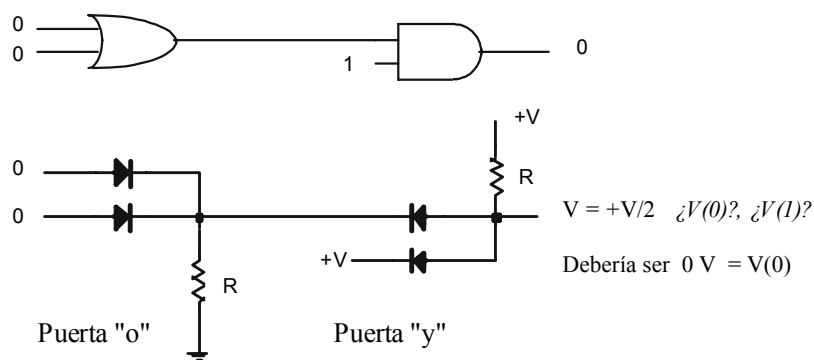 0
0
1
0
+V
0
R
0
V = +V/2 ¿V(0)?, ¿V(1)?
+V
Debería ser 0 V = V(0)
R
Puerta "o"
Puerta "y"